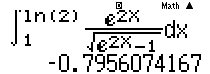 Math ▲
∫₁^ln(2) e^2X/√(e^2X-1) dx
-0.7956074167